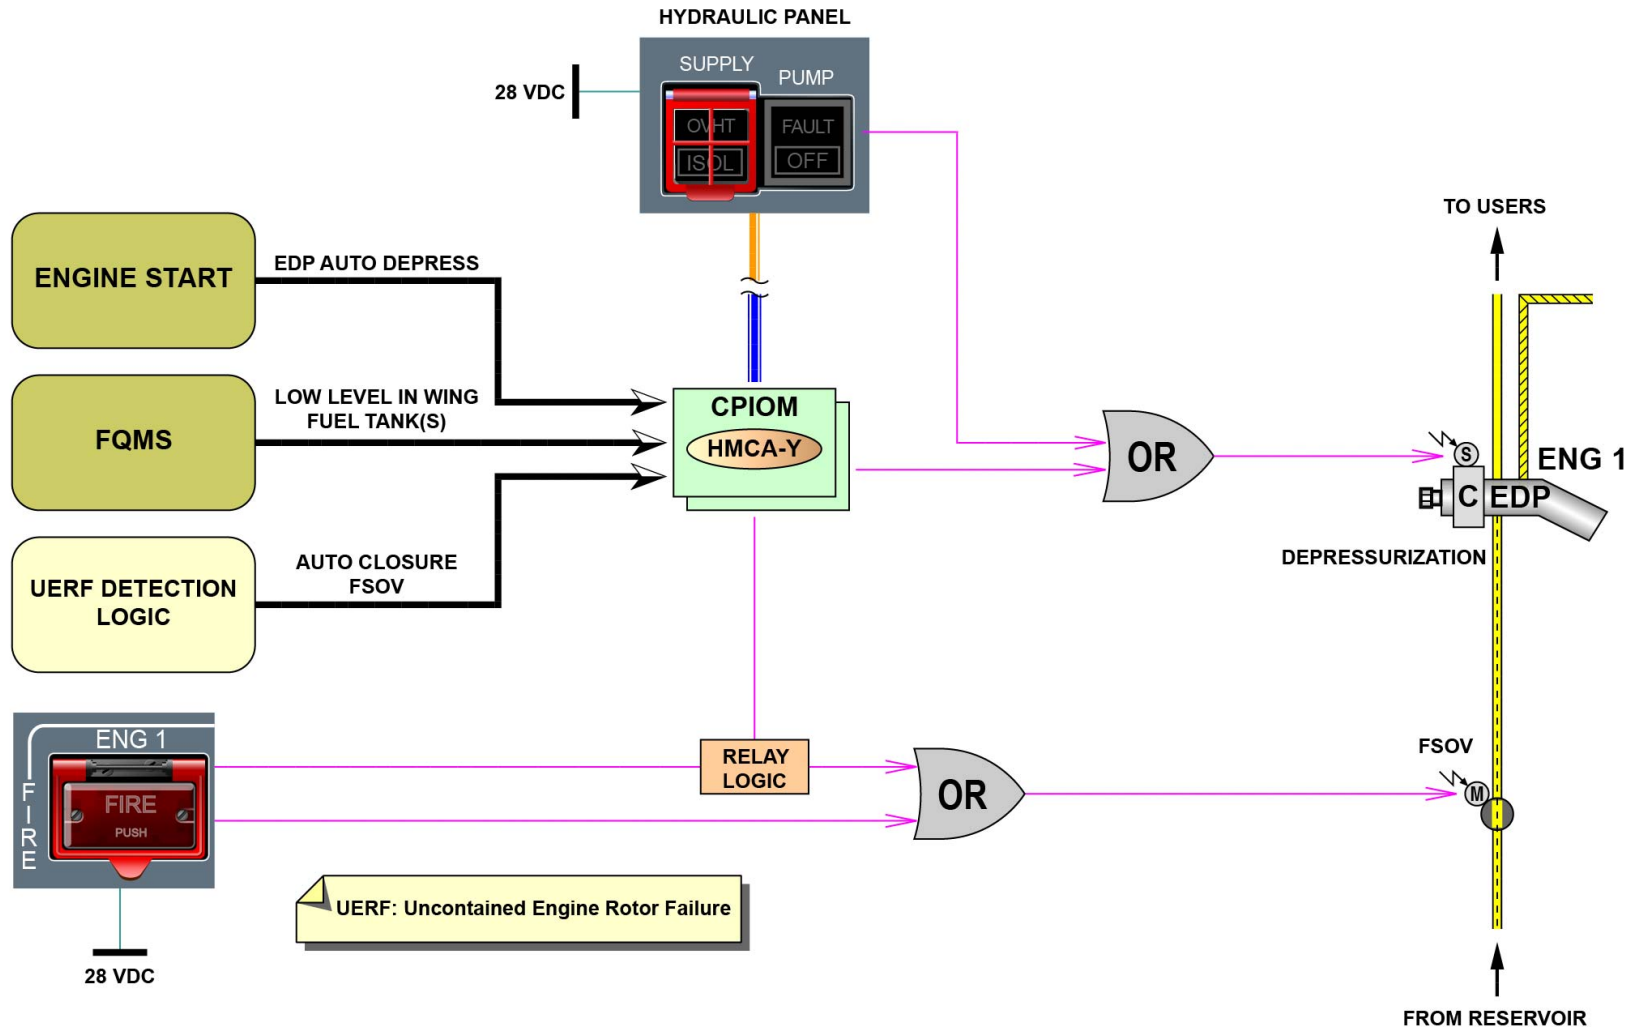 HYDRAULIC PANEL
SUPPLY
PUMP
28 VDC
OVHT
ISOL
FAULT
OFF
TO USERS
ENGINE START
EDP AUTO DEPRESS
FQMS
LOW LEVEL IN WING
FUEL TANK(S)
CPIOM
HMCA-Y
OR
S
ENG 1
C
EDP
DEPRESSURIZATION
UERF DETECTION
LOGIC
AUTO CLOSURE
FSOV
ENG 1
FIRE
FIRE
PUSH
RELAY
LOGIC
OR
FSOV
M
UERF: Uncontained Engine Rotor Failure
28 VDC
FROM RESERVOIR